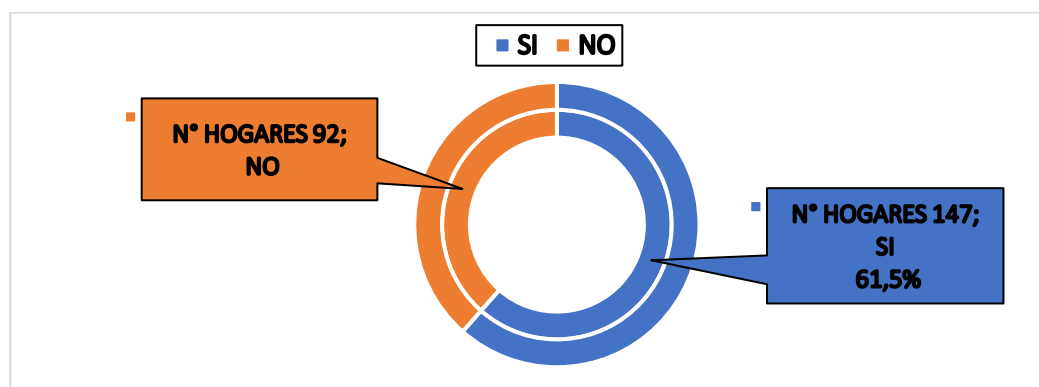 SI NO
N° HOGARES 92;
NO
N° HOGARES 147;
SI
61,5%